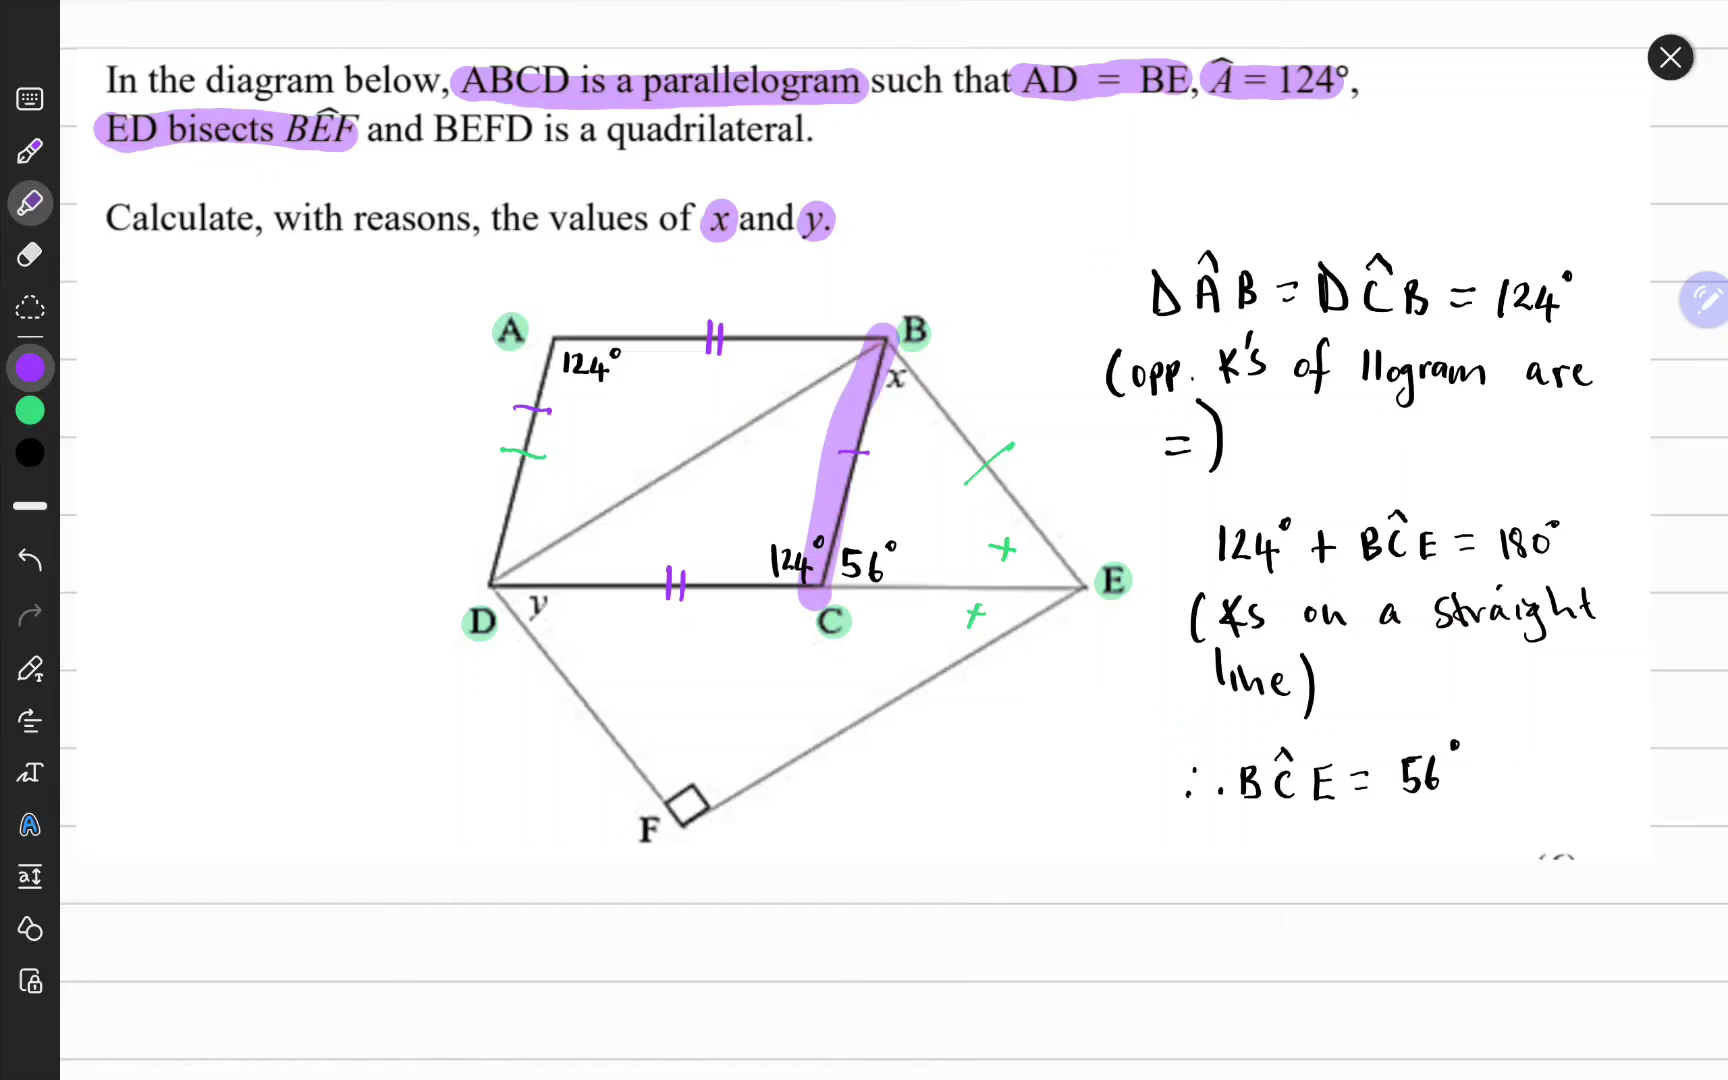 In the diagram below, ABCD is a parallelogram such that AD = BE, Â = 124°,
ED bisects BÊF and BEFD is a quadrilateral.
Calculate, with reasons, the values of x and y.
A
B
124°
x
124°
56°
D
y
C
E
F
DÂB = DĈB = 124°
(opp. ∡'s of llogram are
=)
124° + BĈE = 180°
(∡s on a straight
line)
∴ BĈE = 56°